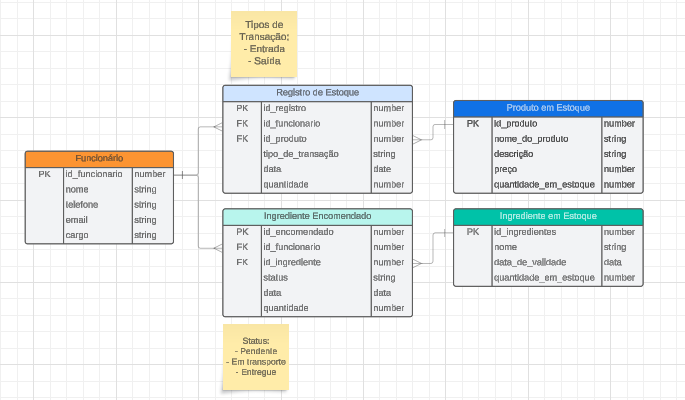 Tipos de
Transação:
- Entrada
- Saída
Registro de Estoque
PK id_registro number
FK id_funcionario number
FK id_produto number
tipo_de_transação string
data date
quantidade number
Produto em Estoque
PK id_produto number
nome_do_produto string
descrição string
preço number
quantidade_em_estoque number
Funcionário
PK id_funcionario number
nome string
telefone string
email string
cargo string
Ingrediente Encomendado
PK id_encomendado number
FK id_funcionario number
FK id_ingrediente number
status string
data data
quantidade number
Ingrediente em Estoque
PK id_ingredientes number
nome string
data_de_validade data
quantidade_em_estoque number
Status:
- Pendente
- Em transporte
- Entregue